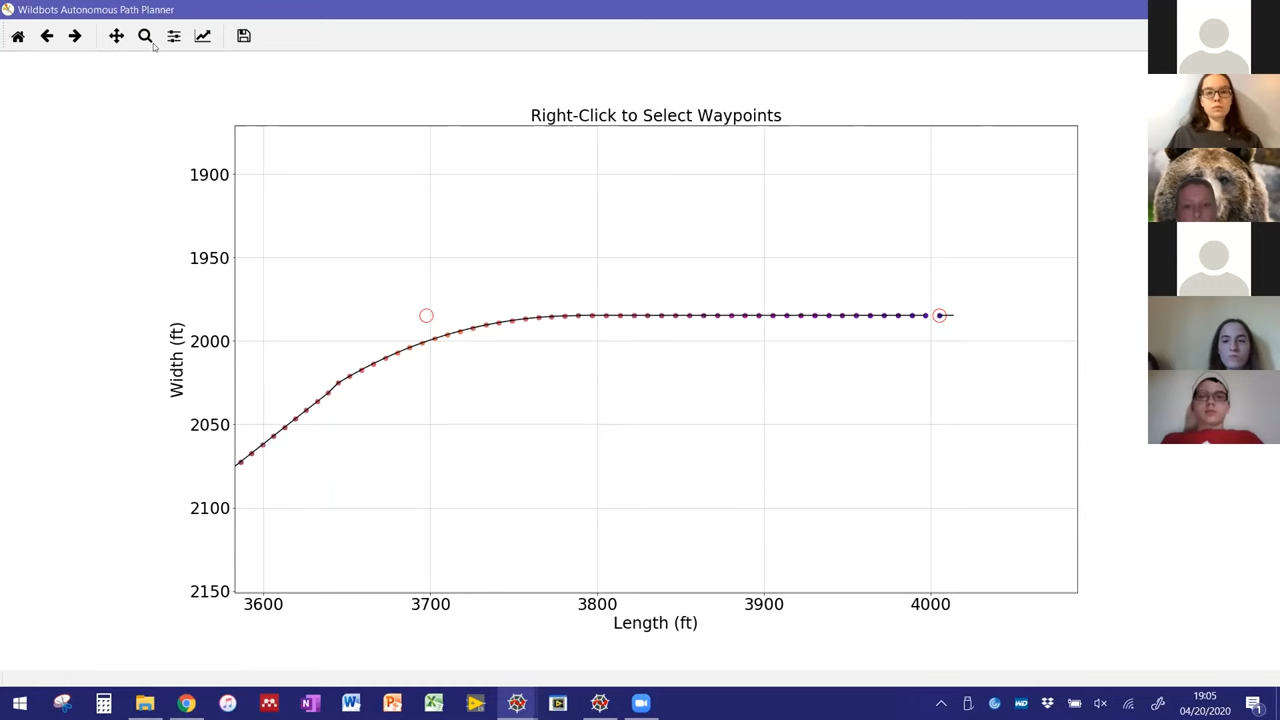 Wildbots Autonomous Path Planner
Right-Click to Select Waypoints
1900
1950
2000
2050
2100
2150
Width (ft)
3600 3700 3800 3900 4000
Length (ft)
19:05
04/20/2020